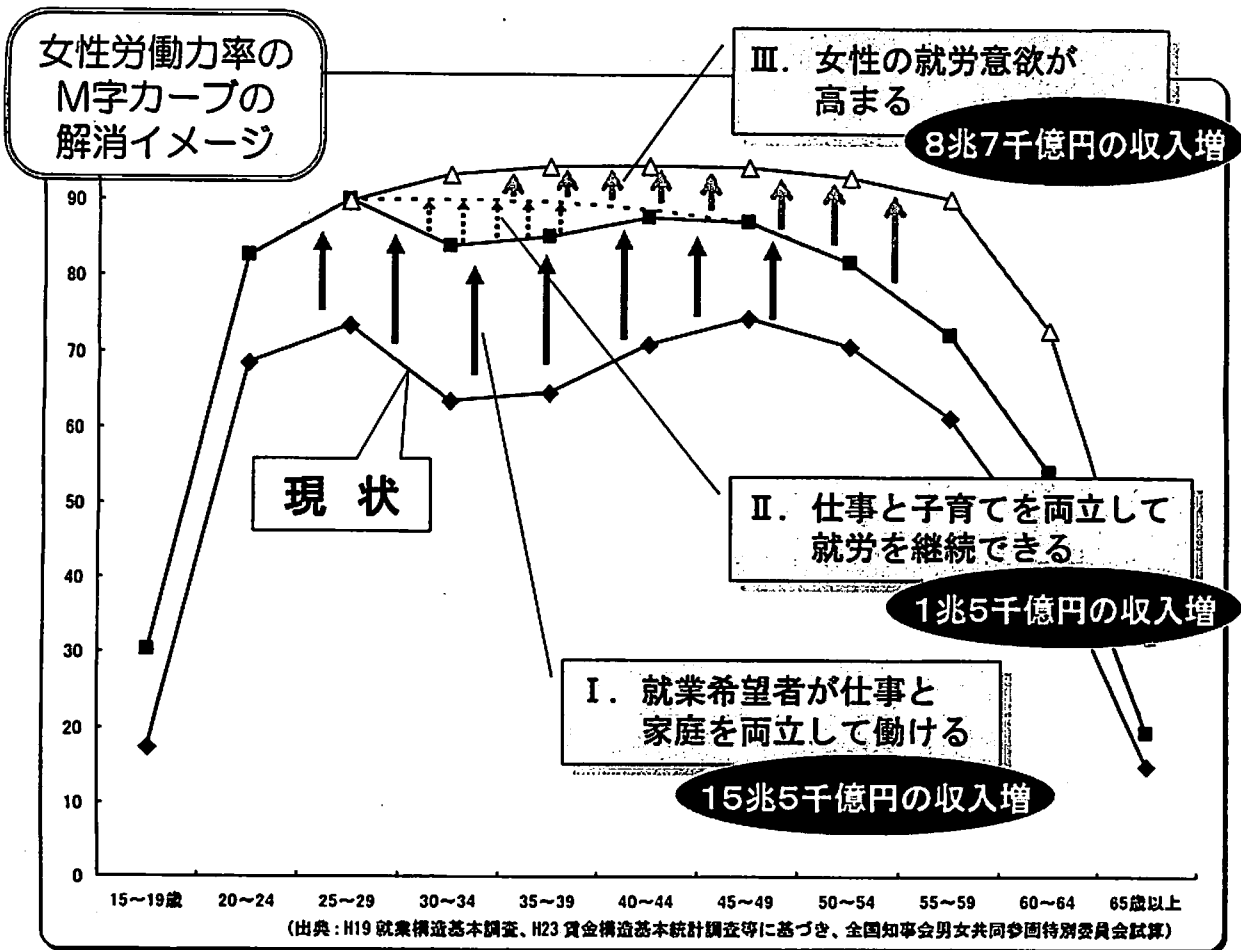 女性労働力率の
M字カーブの
解消イメージ
Ⅲ．女性の就労意欲が
高まる
8兆7千億円の収入増
90
80
70
60
50
40
30
20
10
0
現 状
Ⅱ．仕事と子育てを両立して
就労を継続できる
1兆5千億円の収入増
Ⅰ．就業希望者が仕事と
家庭を両立して働ける
15兆5千億円の収入増
15～19歳 20～24 25～29 30～34 35～39 40～44 45～49 50～54 55～59 60～64 65歳以上
(出典：H19 就業構造基本調査、H23 賃金構造基本統計調査等に基づき、全国知事会男女共同参画特別委員会試算)